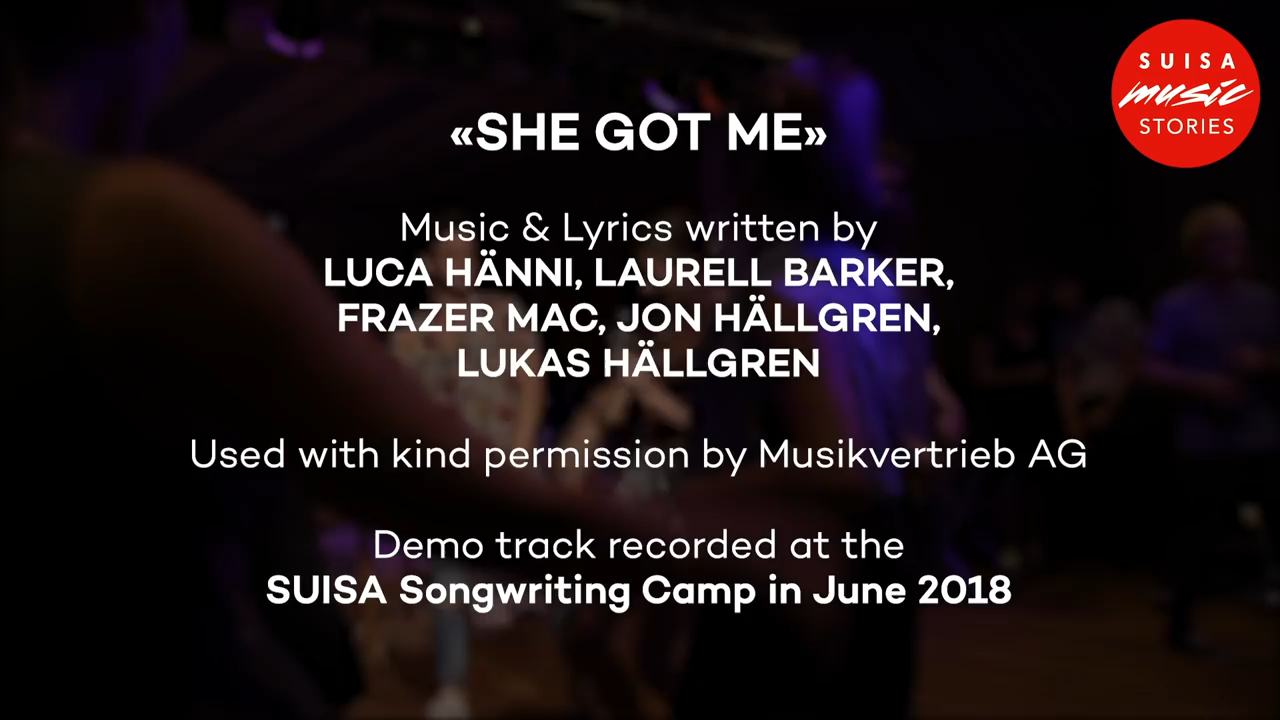 SUISA
music
STORIES
«SHE GOT ME»
Music & Lyrics written by
LUCA HÄNNI, LAURELL BARKER,
FRAZER MAC, JON HÄLLGREN,
LUKAS HÄLLGREN
Used with kind permission by Musikvertrieb AG
Demo track recorded at the
SUISA Songwriting Camp in June 2018